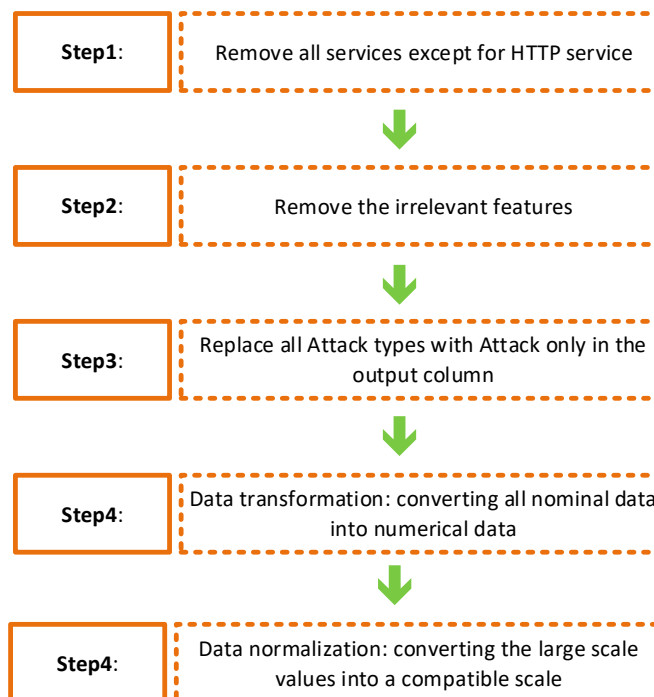 Step1:
Remove all services except for HTTP service
Step2:
Remove the irrelevant features
Step3:
Replace all Attack types with Attack only in the
output column
Step4:
Data transformation: converting all nominal data
into numerical data
Step4:
Data normalization: converting the large scale
values into a compatible scale